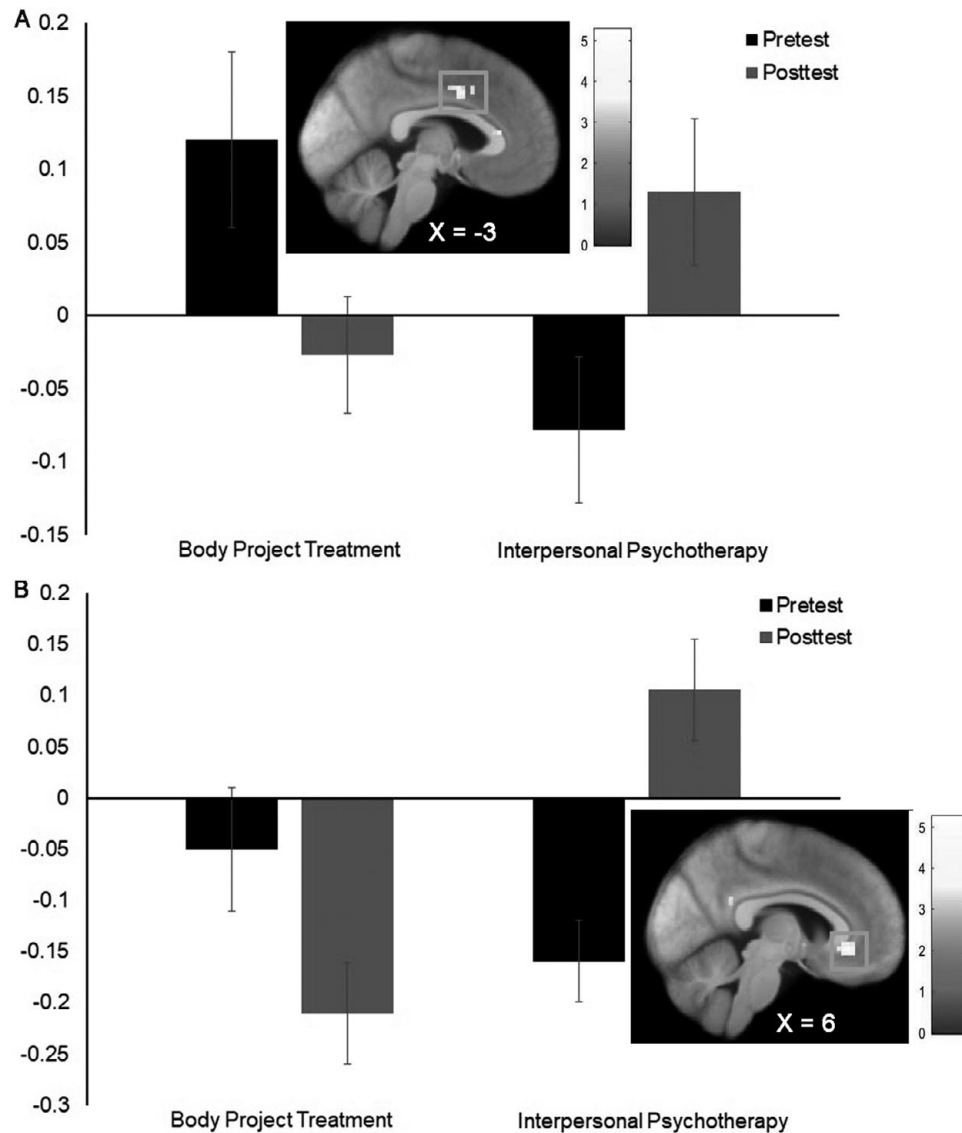 A
0.2
0.15
0.1
0.05
0
-0.05
-0.1
-0.15
Pretest
Posttest
X = -3
5
4
3
2
1
0
Body Project Treatment
Interpersonal Psychotherapy
B
0.2
0.15
0.1
0.05
0
-0.05
-0.1
-0.15
-0.2
-0.25
-0.3
Pretest
Posttest
X = 6
5
4
3
2
1
0
Body Project Treatment
Interpersonal Psychotherapy